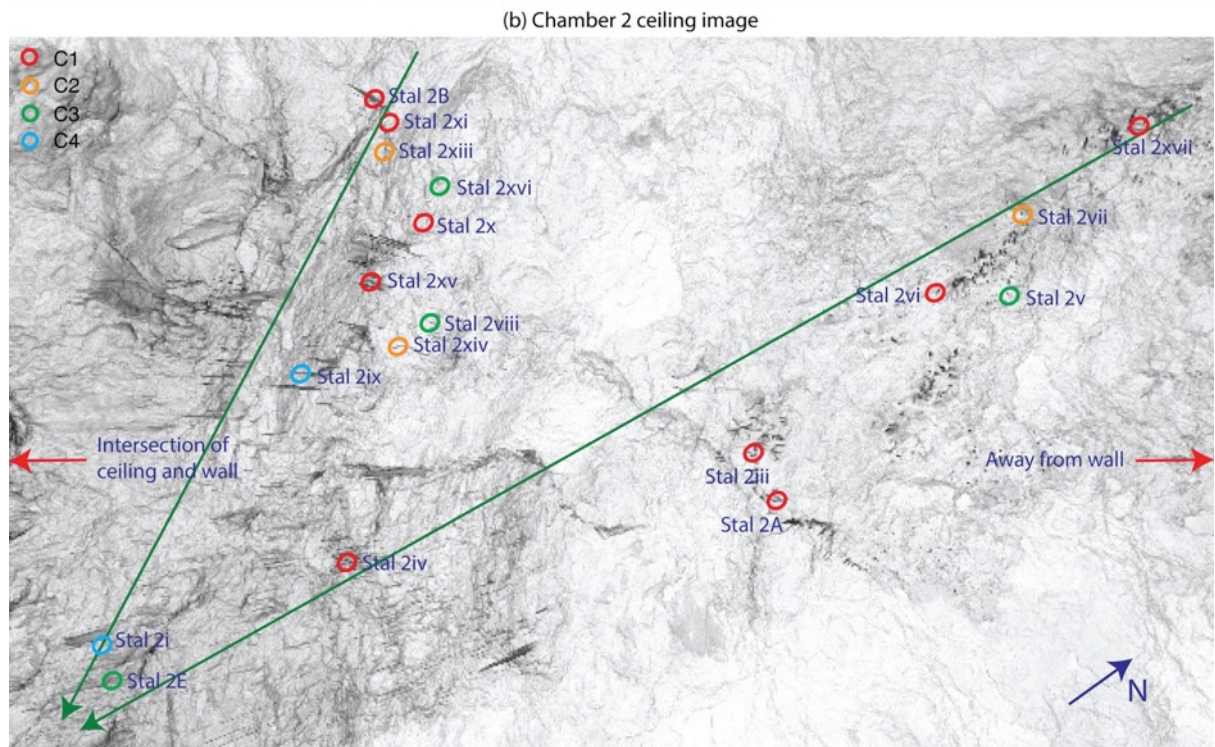 (b) Chamber 2 ceiling image
C1
C2
C3
C4
Stal 2B
Stal 2xi
Stal 2xiii
Stal 2xvi
Stal 2x
Stal 2xv
Stal 2viii
Stal 2xiv
Stal 2ix
Stal 2xvii
Stal 2vii
Stal 2vi
Stal 2v
Intersection of
ceiling and wall
Away from wall
Stal 2iii
Stal 2A
Stal 2iv
Stal 2i
Stal 2E
N